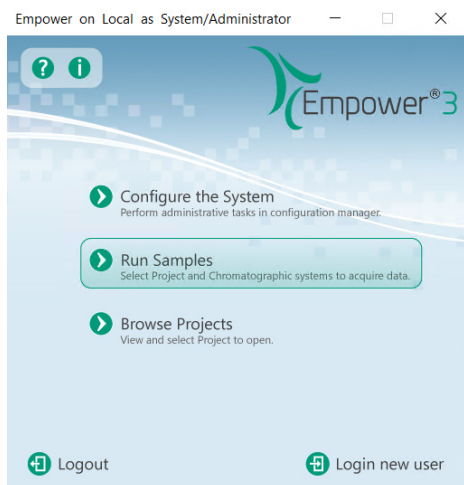 Empower on Local as System/Administrator
? i
Empower®3
Configure the System
Perform administrative tasks in configuration manager.
Run Samples
Select Project and Chromatographic systems to acquire data.
Browse Projects
View and select Project to open.
Logout
Login new user